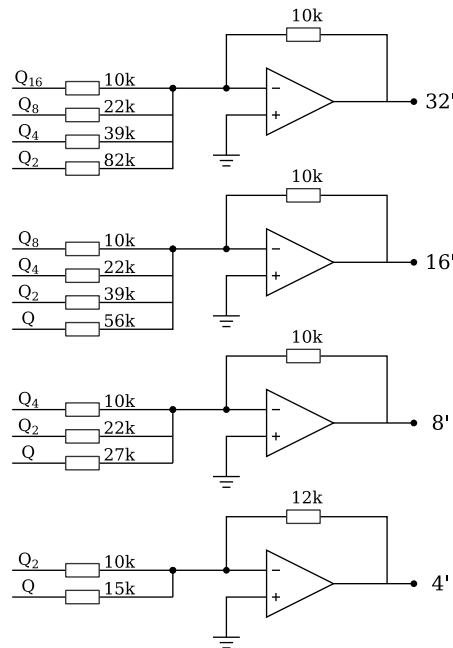 10k
Q₁₆ 10k
Q₈ 22k
Q₄ 39k
Q₂ 82k
− +
32'
10k
Q₈ 10k
Q₄ 22k
Q₂ 39k
Q 56k
− +
16'
10k
Q₄ 10k
Q₂ 22k
Q 27k
− +
8'
12k
Q₂ 10k
Q 15k
− +
4'